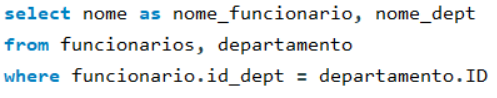 select nome as nome_funcionario, nome_dept
from funcionarios, departamento
where funcionario.id_dept = departamento.ID